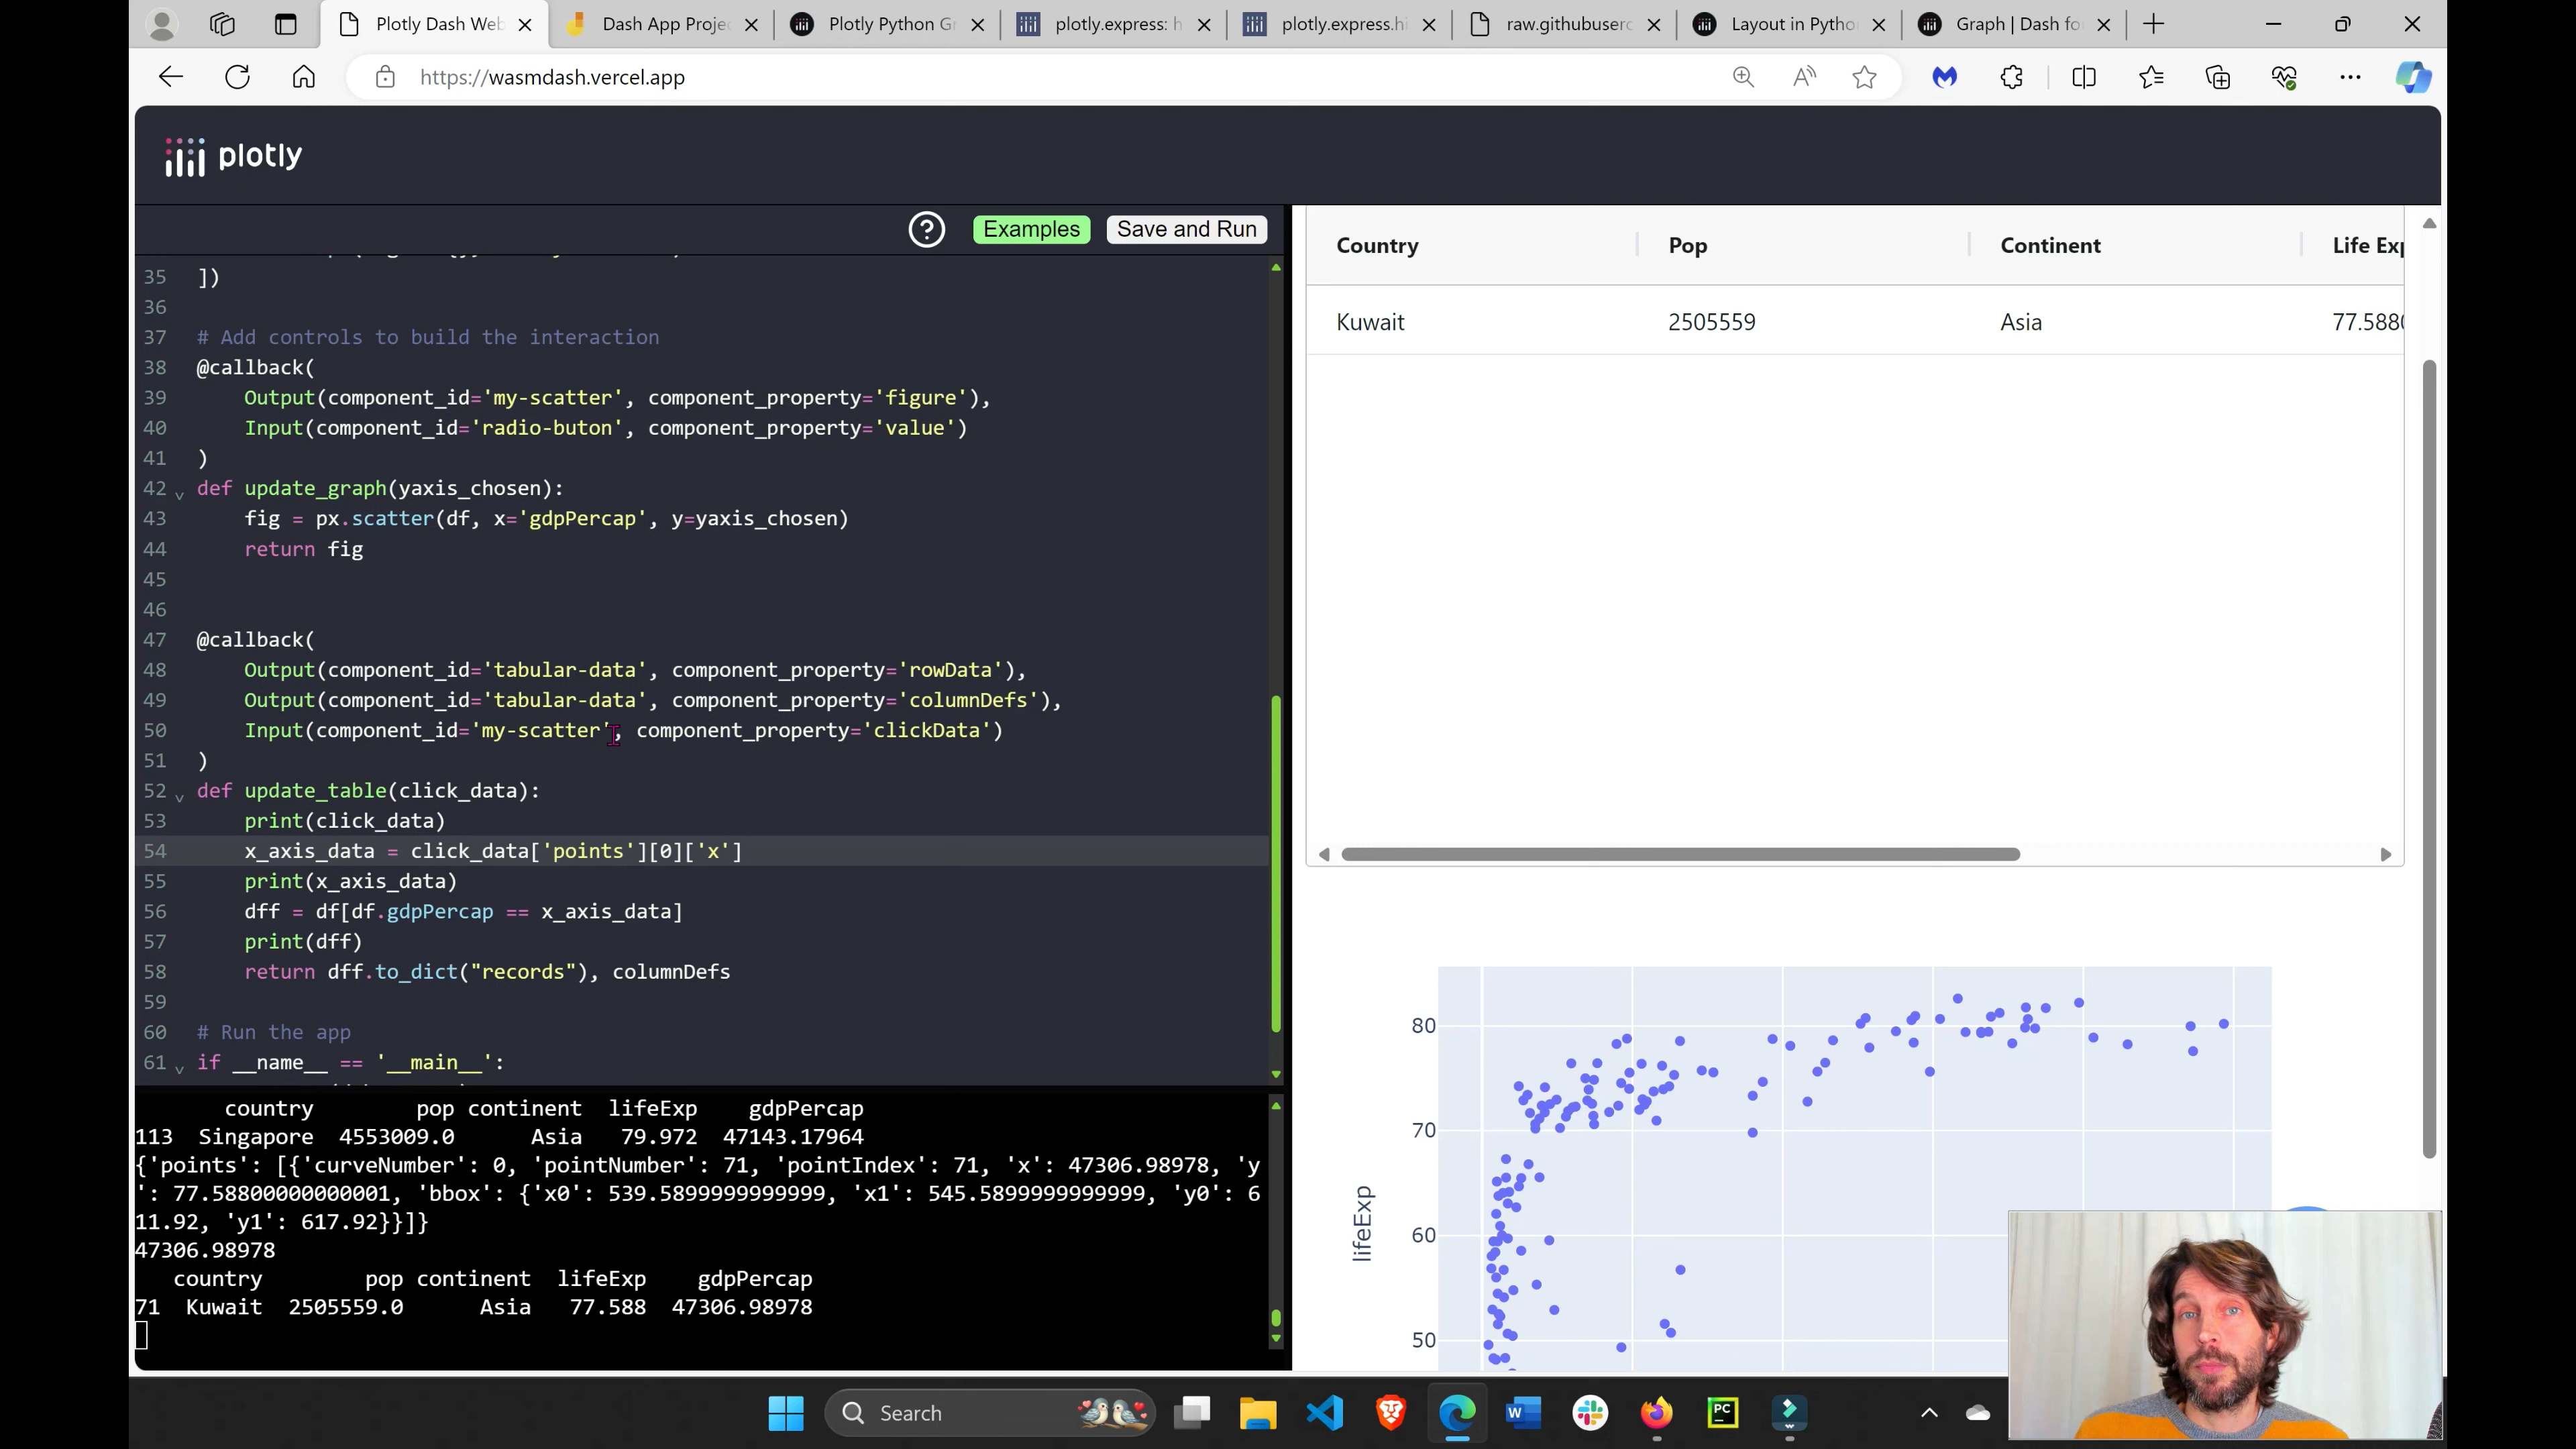 Plotly Dash Web
Dash App Projec
Plotly Python Gr
plotly.express: h
plotly.express.hi
raw.githubuserc
Layout in Pytho
Graph | Dash fo
https://wasmdash.vercel.app
plotly
? Examples Save and Run
35 ])
36
37 # Add controls to build the interaction
38 @callback(
39 Output(component_id='my-scatter', component_property='figure'),
40 Input(component_id='radio-buton', component_property='value')
41 )
42 def update_graph(yaxis_chosen):
43 fig = px.scatter(df, x='gdpPercap', y=yaxis_chosen)
44 return fig
45
46
47 @callback(
48 Output(component_id='tabular-data', component_property='rowData'),
49 Output(component_id='tabular-data', component_property='columnDefs'),
50 Input(component_id='my-scatter', component_property='clickData')
51 )
52 def update_table(click_data):
53 print(click_data)
54 x_axis_data = click_data['points'][0]['x']
55 print(x_axis_data)
56 dff = df[df.gdpPercap == x_axis_data]
57 print(dff)
58 return dff.to_dict("records"), columnDefs
59
60 # Run the app
61 if __name__ == '__main__':
country pop continent lifeExp gdpPercap
113 Singapore 4553009.0 Asia 79.972 47143.17964
{'points': [{'curveNumber': 0, 'pointNumber': 71, 'pointIndex': 71, 'x': 47306.98978, 'y
': 77.58800000000001, 'bbox': {'x0': 539.5899999999999, 'x1': 545.5899999999999, 'y0': 6
11.92, 'y1': 617.92}}]}
47306.98978
country pop continent lifeExp gdpPercap
71 Kuwait 2505559.0 Asia 77.588 47306.98978
Country Pop Continent Life Exp
Kuwait 2505559 Asia 77.5880
80
70
60
50
lifeExp
Search
W
PC